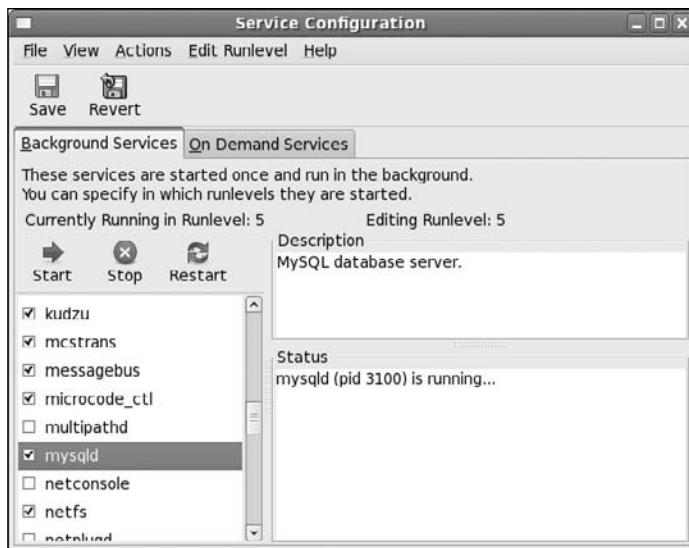 Service Configuration
File View Actions Edit Runlevel Help
Save Revert
Background Services On Demand Services
These services are started once and run in the background.
You can specify in which runlevels they are started.
Currently Running in Runlevel: 5 Editing Runlevel: 5
Start Stop Restart
Description
MySQL database server.
kudzu
mcstrans
messagebus
microcode_ctl
multipathd
mysqld
netconsole
netfs
netplugd
Status
mysqld (pid 3100) is running...